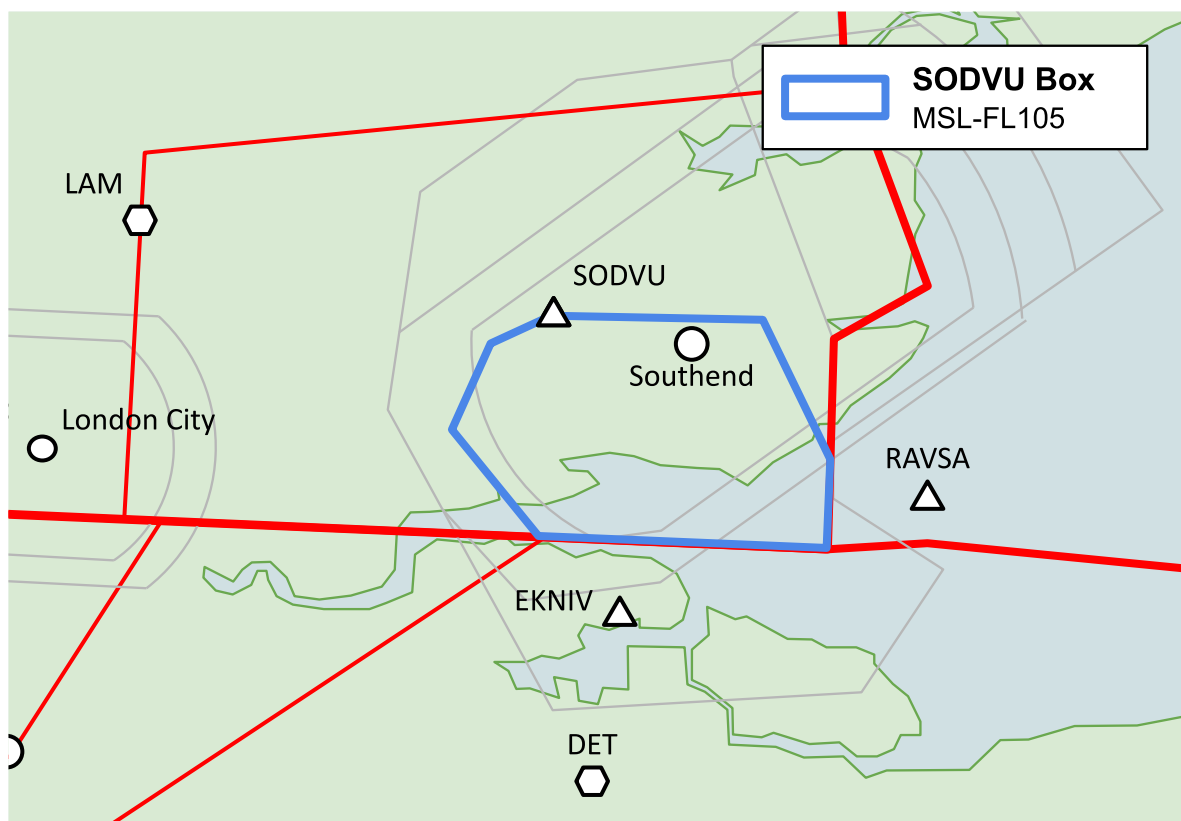 SODVU Box
MSL-FL105
LAM
SODVU
Southend
London City
RAVSA
EKNIV
DET